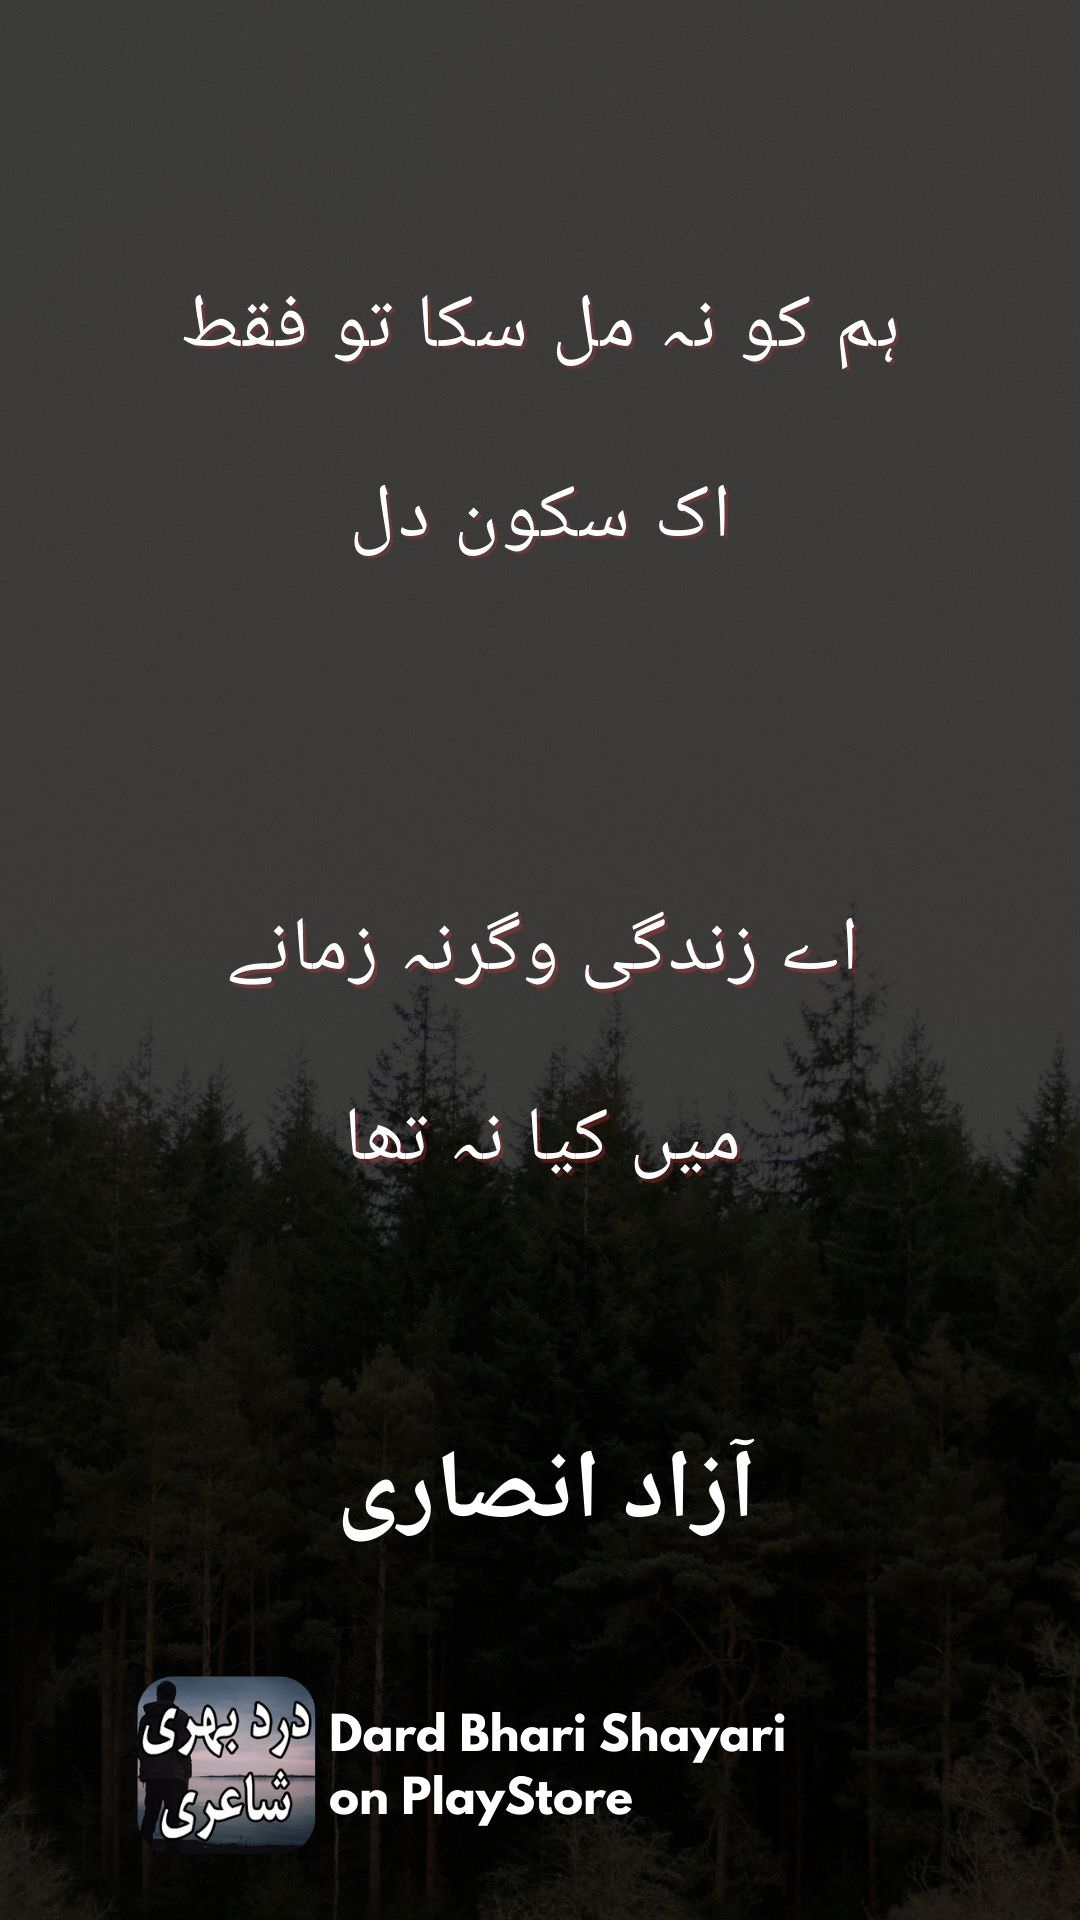 ہم کو نہ مل سکا تو فقط
اک سکون دل
اے زندگی وگرنہ زمانے
میں کیا نہ تھا
آزاد انصاری
درد بھری
شاعری
Dard Bhari Shayari
on PlayStore